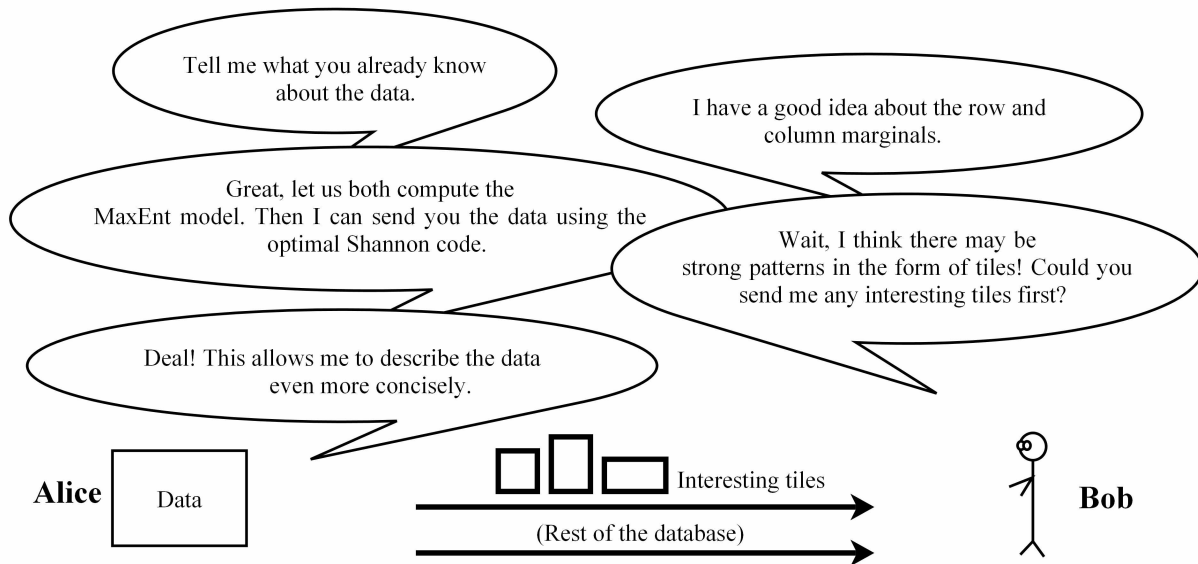 Tell me what you already know
about the data.
I have a good idea about the row and
column marginals.
Great, let us both compute the
MaxEnt model. Then I can send you the data using the
optimal Shannon code.
Wait, I think there may be
strong patterns in the form of tiles! Could you
send me any interesting tiles first?
Deal! This allows me to describe the data
even more concisely.
Alice
Data
Interesting tiles
(Rest of the database)
Bob